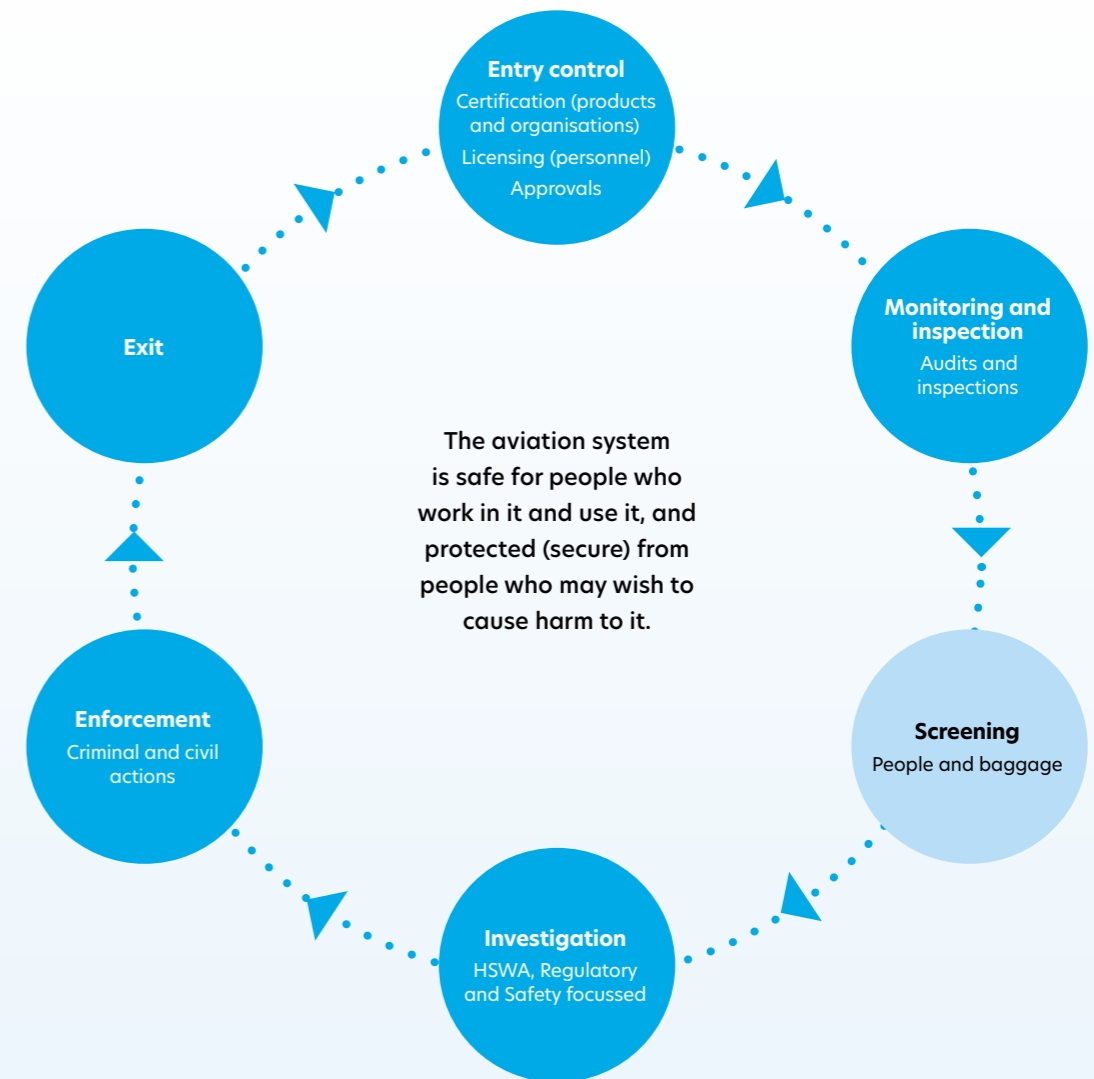 Entry control
Certification (products
and organisations)
Licensing (personnel)
Approvals
Monitoring and
inspection
Audits and
inspections
Screening
People and baggage
Investigation
HSWA, Regulatory
and Safety focussed
Enforcement
Criminal and civil
actions
Exit
The aviation system
is safe for people who
work in it and use it, and
protected (secure) from
people who may wish to
cause harm to it.